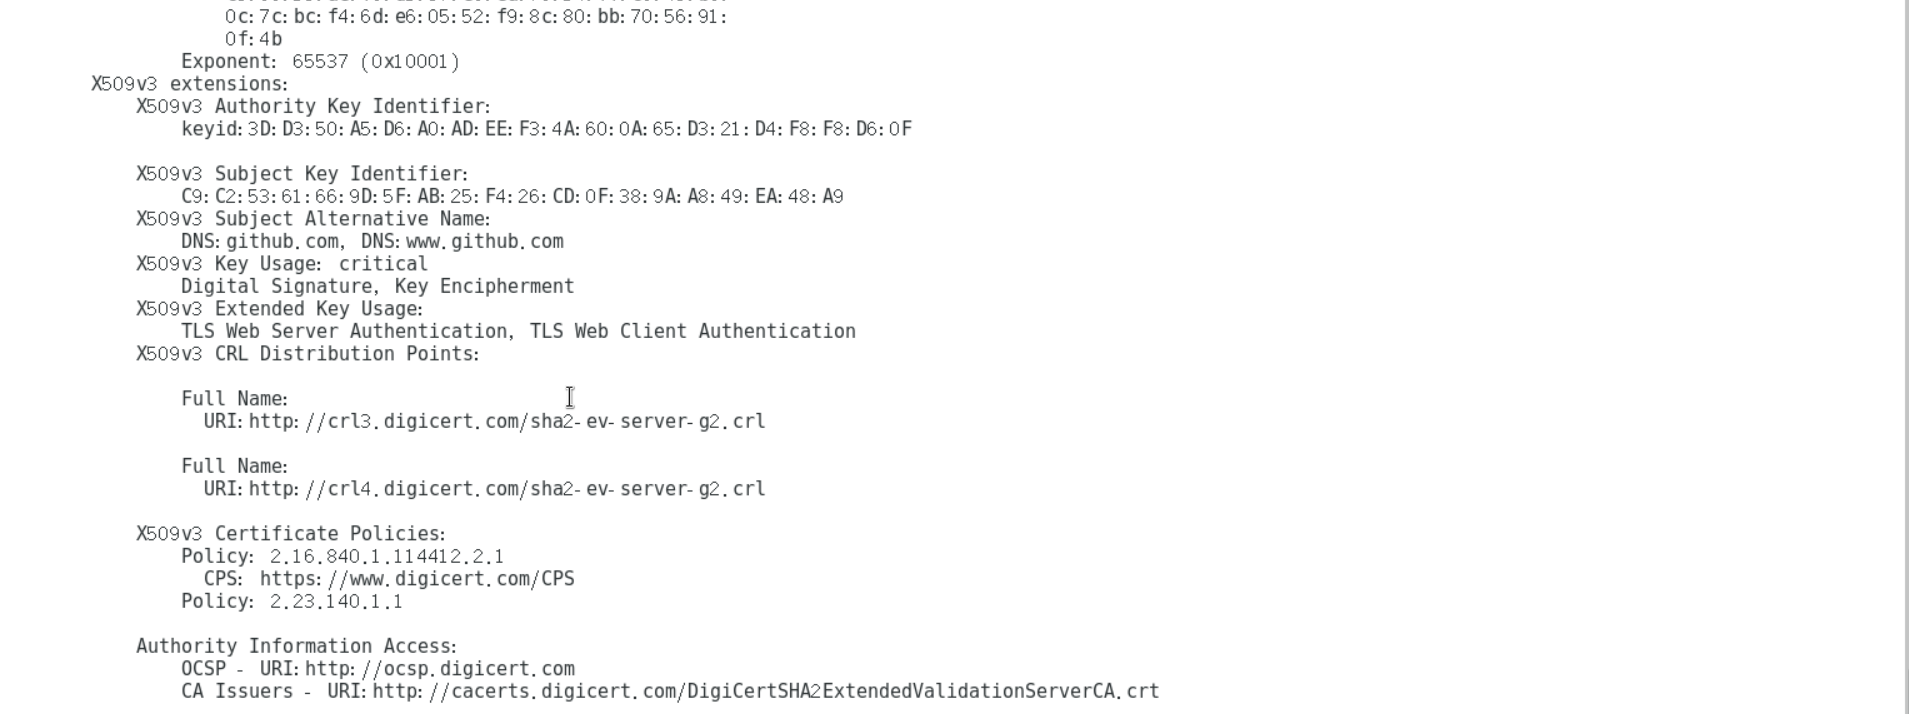 0c:7c:bc:f4:6d:e6:05:52:f9:8c:80:bb:70:56:91:
0f:4b
Exponent: 65537 (0x10001)
X509v3 extensions:
X509v3 Authority Key Identifier:
keyid:3D:D3:50:A5:D6:A0:AD:EE:F3:4A:60:0A:65:D3:21:D4:F8:F8:D6:0F
X509v3 Subject Key Identifier:
C9:C2:53:61:66:9D:5F:AB:25:F4:26:CD:0F:38:9A:A8:49:EA:48:A9
X509v3 Subject Alternative Name:
DNS:github.com, DNS:www.github.com
X509v3 Key Usage: critical
Digital Signature, Key Encipherment
X509v3 Extended Key Usage:
TLS Web Server Authentication, TLS Web Client Authentication
X509v3 CRL Distribution Points:
Full Name:
URI:http://crl3.digicert.com/sha2-ev-server-g2.crl
Full Name:
URI:http://crl4.digicert.com/sha2-ev-server-g2.crl
X509v3 Certificate Policies:
Policy: 2.16.840.1.114412.2.1
CPS: https://www.digicert.com/CPS
Policy: 2.23.140.1.1
Authority Information Access:
OCSP - URI:http://ocsp.digicert.com
CA Issuers - URI:http://cacerts.digicert.com/DigiCertSHA2ExtendedValidationServerCA.crt